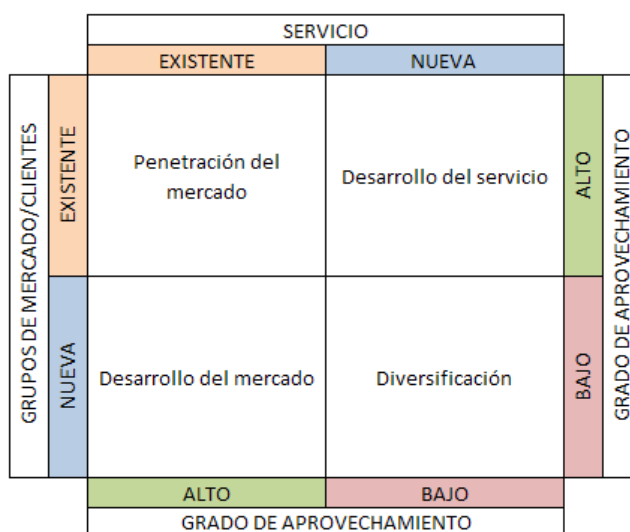 SERVICIO
EXISTENTE
NUEVA
GRUPOS DE MERCADO/CLIENTES
EXISTENTE
Penetración del
mercado
Desarrollo del servicio
ALTO
GRADO DE APROVECHAMIENTO
NUEVA
Desarrollo del mercado
Diversificación
BAJO
ALTO
BAJO
GRADO DE APROVECHAMIENTO